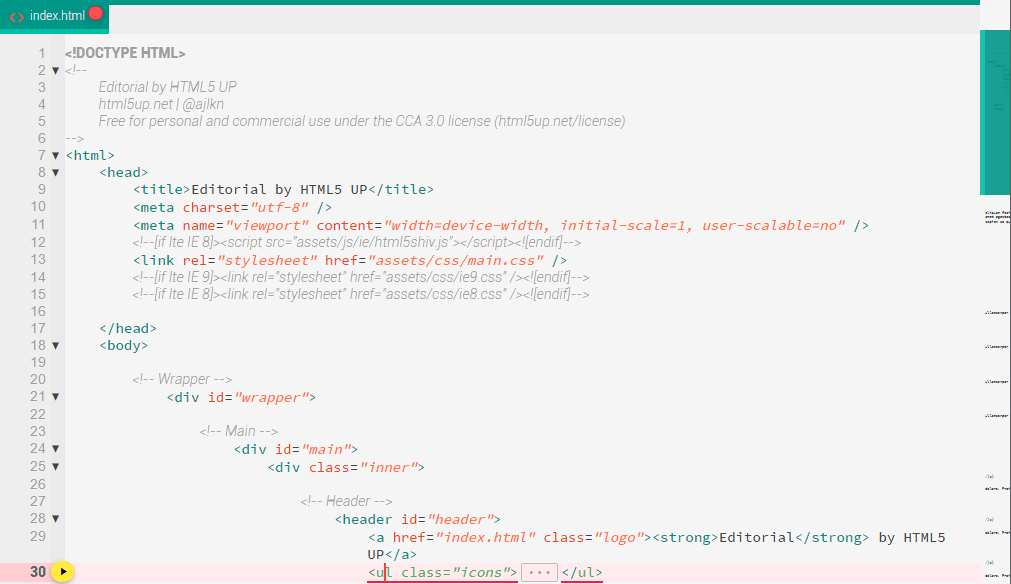 index.html
1 <!DOCTYPE HTML>
2 <!--
3 Editorial by HTML5 UP
4 html5up.net | @ajlkn
5 Free for personal and commercial use under the CCA 3.0 license (html5up.net/license)
6 -->
7 <html>
8 <head>
9 <title>Editorial by HTML5 UP</title>
10 <meta charset="utf-8" />
11 <meta name="viewport" content="width=device-width, initial-scale=1, user-scalable=no" />
12 <!--[if lte IE 8]><script src="assets/js/ie/html5shiv.js"></script><![endif]-->
13 <link rel="stylesheet" href="assets/css/main.css" />
14 <!--[if lte IE 9]><link rel="stylesheet" href="assets/css/ie9.css" /><![endif]-->
15 <!--[if lte IE 8]><link rel="stylesheet" href="assets/css/ie8.css" /><![endif]-->
16
17 </head>
18 <body>
19
20 <!-- Wrapper -->
21 <div id="wrapper">
22
23 <!-- Main -->
24 <div id="main">
25 <div class="inner">
26
27 <!-- Header -->
28 <header id="header">
29 <a href="index.html" class="logo"><strong>Editorial</strong> by HTML5
UP</a>
30 <ul class="icons"> ··· </ul>